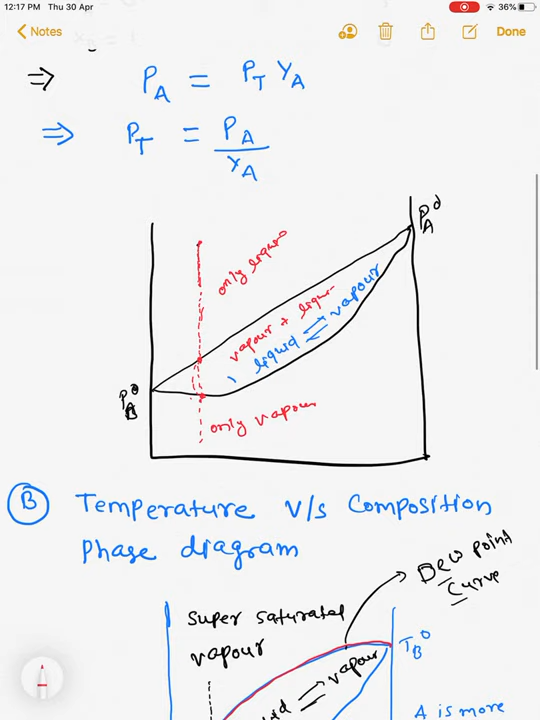 12:17 PM Thu 30 Apr
36%
Notes
Done
⇒ P_A = P_T Y_A
⇒ P_T = P_A / Y_A
P_A^o
only liquid
vapour + liquid
liquid ⇌ vapour
P_B^o
only vapour
B Temperature v/s Composition
Phase diagram
Dew point
Curve
Super saturated
vapour
T_B^o
⇌ vapour
A is more